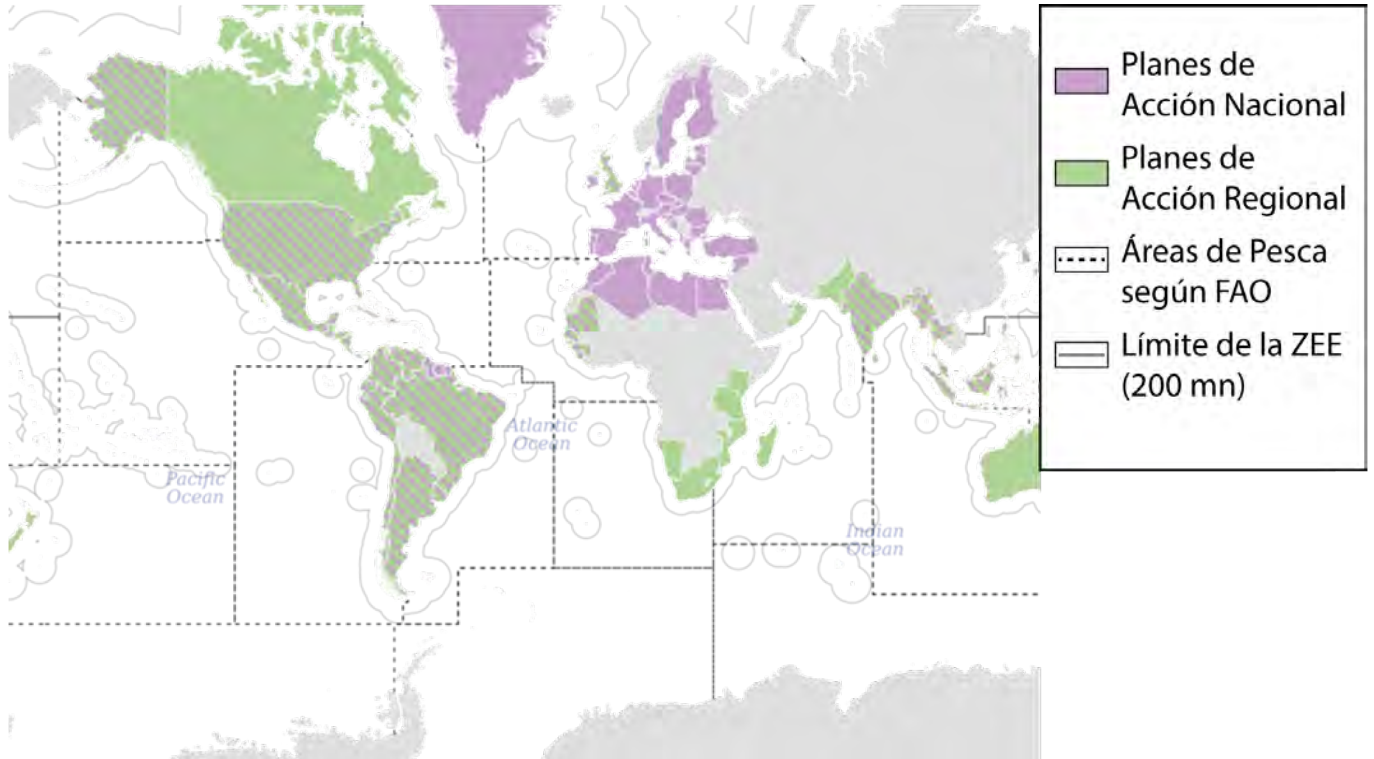 Planes de
Acción Nacional
Planes de
Acción Regional
Áreas de Pesca
según FAO
Límite de la ZEE
(200 mn)
Atlantic
Ocean
Pacific
Ocean
Indian
Ocean